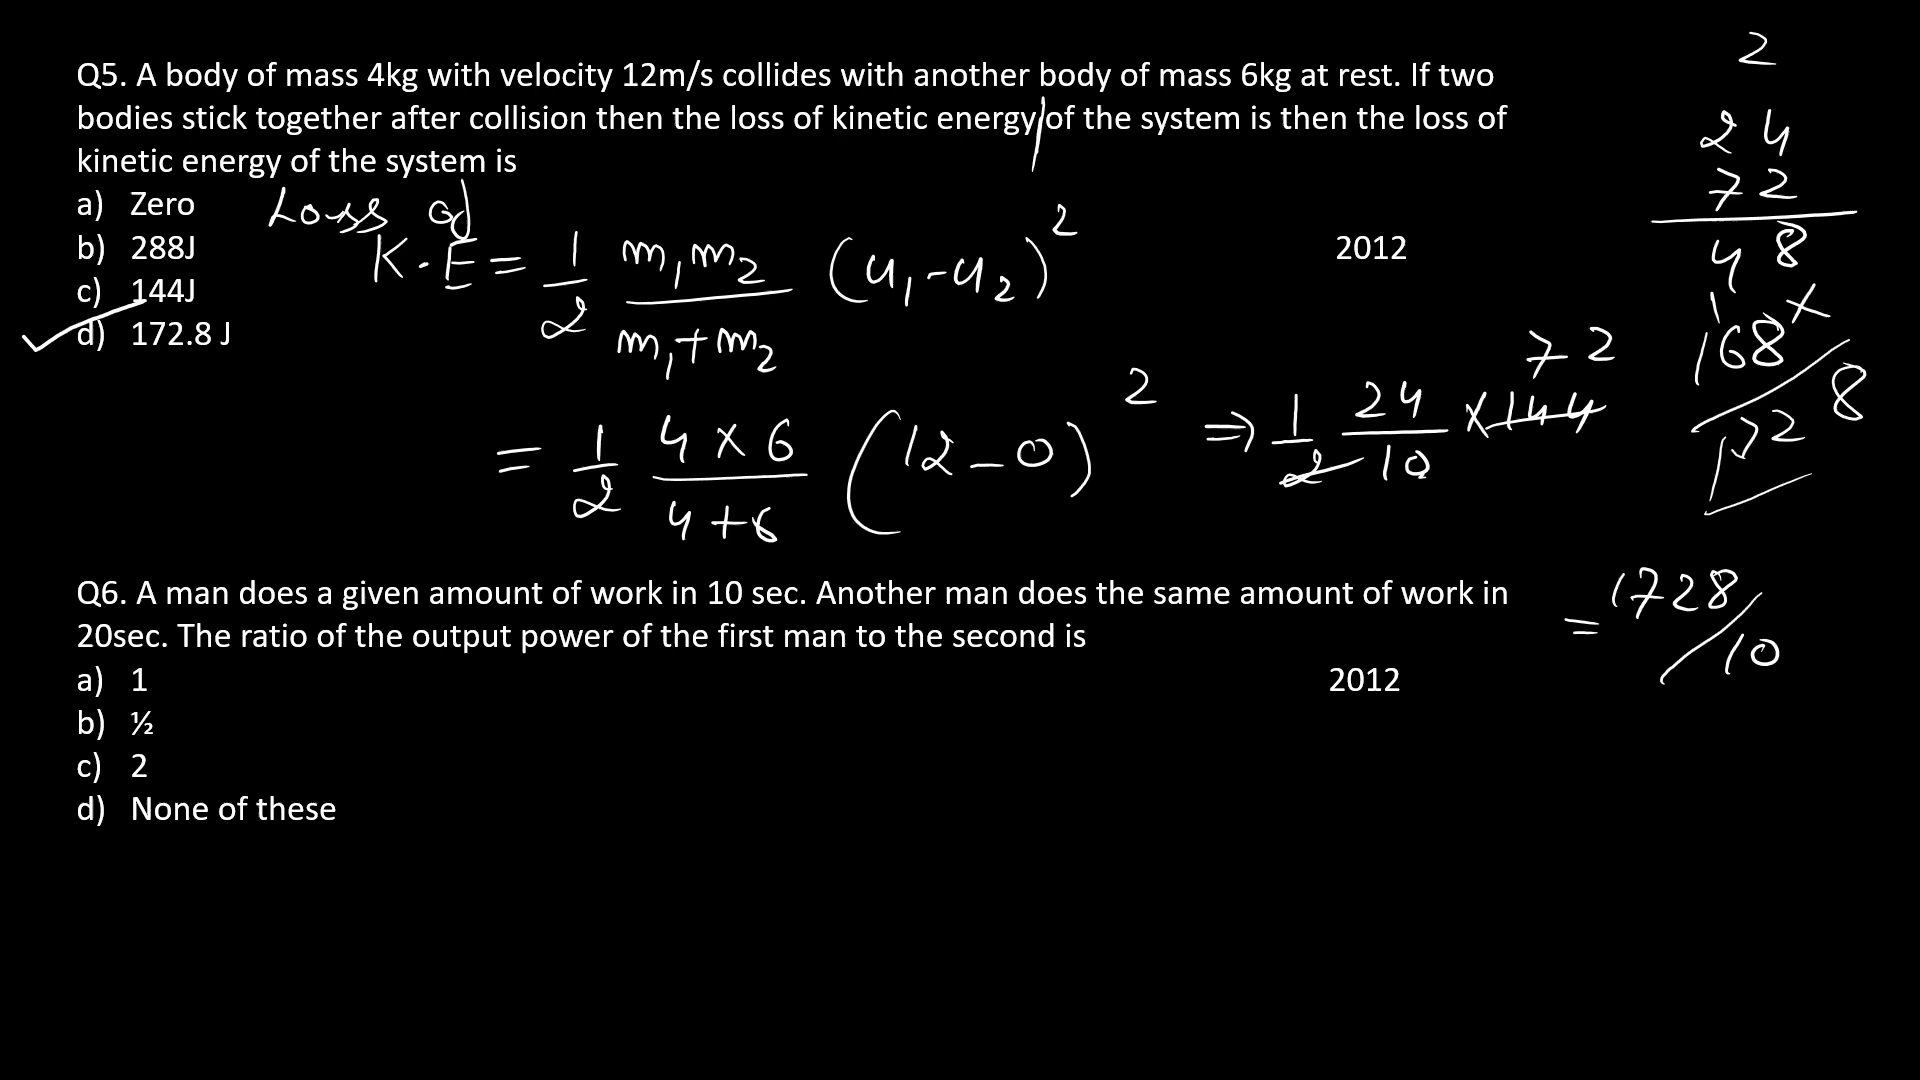 Q5. A body of mass 4kg with velocity 12m/s collides with another body of mass 6kg at rest. If two
bodies stick together after collision then the loss of kinetic energy of the system is then the loss of
kinetic energy of the system is
a) Zero
b) 288J
c) 144J
d) 172.8 J
2012
Loss of
K.E = 1/2 m₁m₂/m₁+m₂ (u₁-u₂)²
= 1/2 4×6/4+6 (12-0)² ⇒ 1/2 24/10 ×144
72
2
24
72
48
1
168×
1728
= 1728/10
Q6. A man does a given amount of work in 10 sec. Another man does the same amount of work in
20sec. The ratio of the output power of the first man to the second is
a) 1
b) ½
c) 2
d) None of these
2012